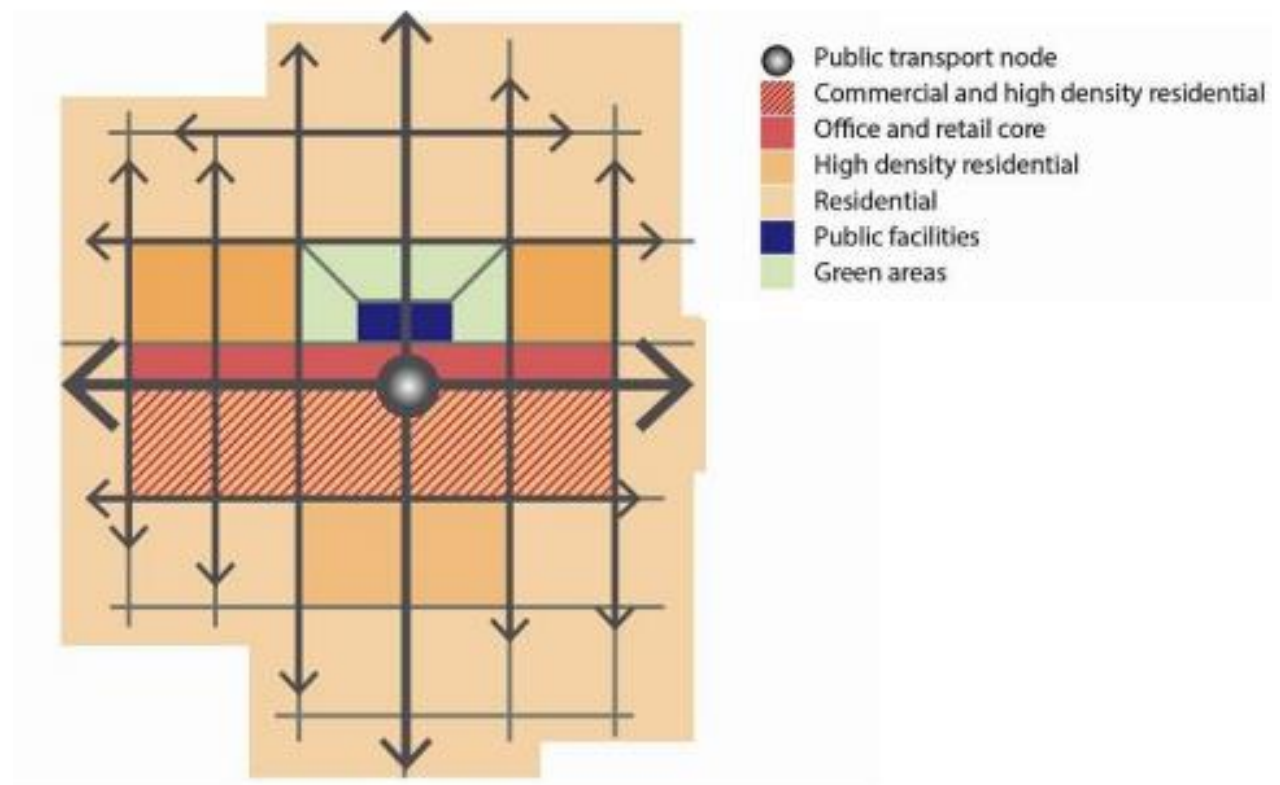 Public transport node
Commercial and high density residential
Office and retail core
High density residential
Residential
Public facilities
Green areas